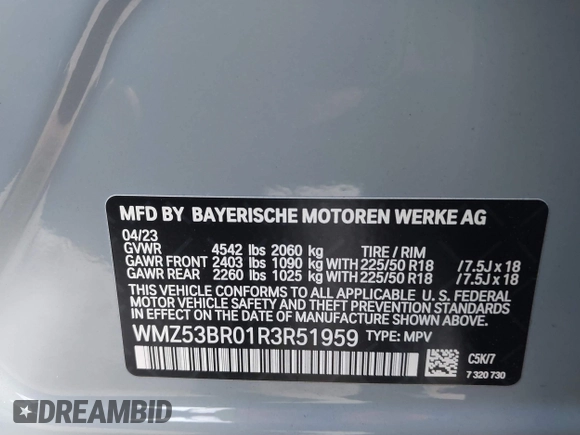 MFD BY BAYERISCHE MOTOREN WERKE AG
04/23
GVWR 4542 lbs 2060 kg TIRE / RIM
GAWR FRONT 2403 lbs 1090 kg WITH 225/50 R18 /7.5J x 18
GAWR REAR 2260 lbs 1025 kg WITH 225/50 R18 /7.5J x 18
THIS VEHICLE CONFORMS TO ALL APPLICABLE U. S. FEDERAL
MOTOR VEHICLE SAFETY AND THEFT PREVENTION STANDARDS
IN EFFECT ON THE DATE OF MANUFACTURE SHOWN ABOVE.
WMZ53BR01R3R51959 TYPE: MPV
C5K/7
7 320 730
DREAMBID